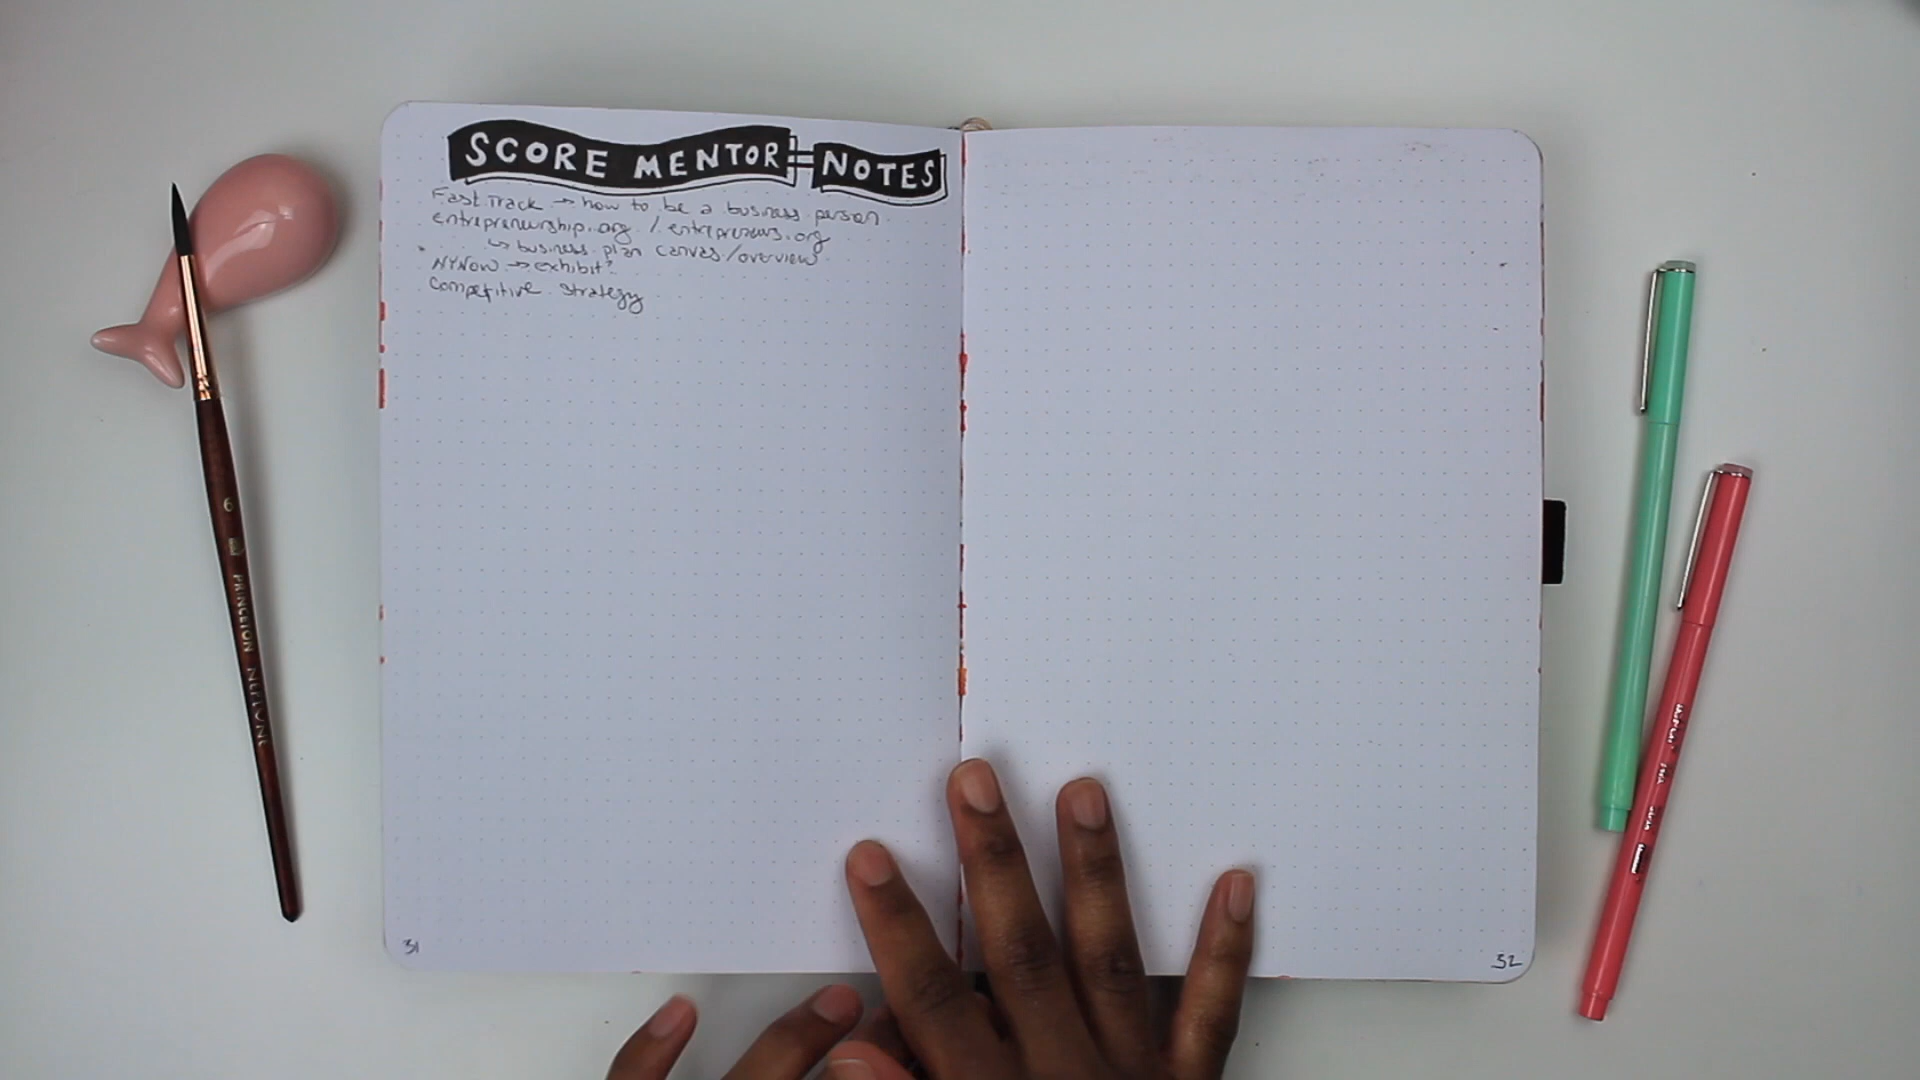 SCORE MENTOR NOTES
Fast Track → how to be a business person
entrepreneurship.org / entrepreneurs.org
↳ business plan canvas/overview
NYNow → exhibit?
Competitive strategy
31
32
6
PRINCETON NEPTUNE